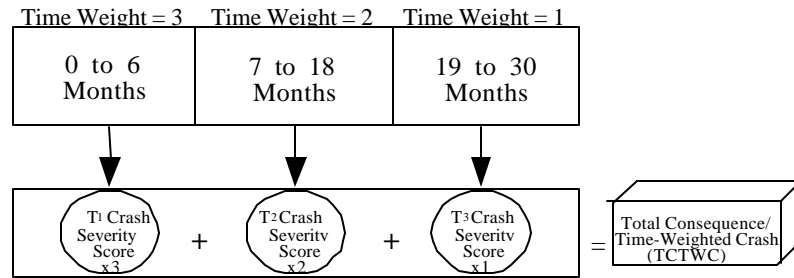 Time Weight = 3 Time Weight = 2 Time Weight = 1
0 to 6
Months
7 to 18
Months
19 to 30
Months
T1 Crash
Severity
Score
x3
+
T2 Crash
Severity
Score
x2
+
T3 Crash
Severity
Score
x1
=
Total Consequence/
Time-Weighted Crash
(TCTWC)